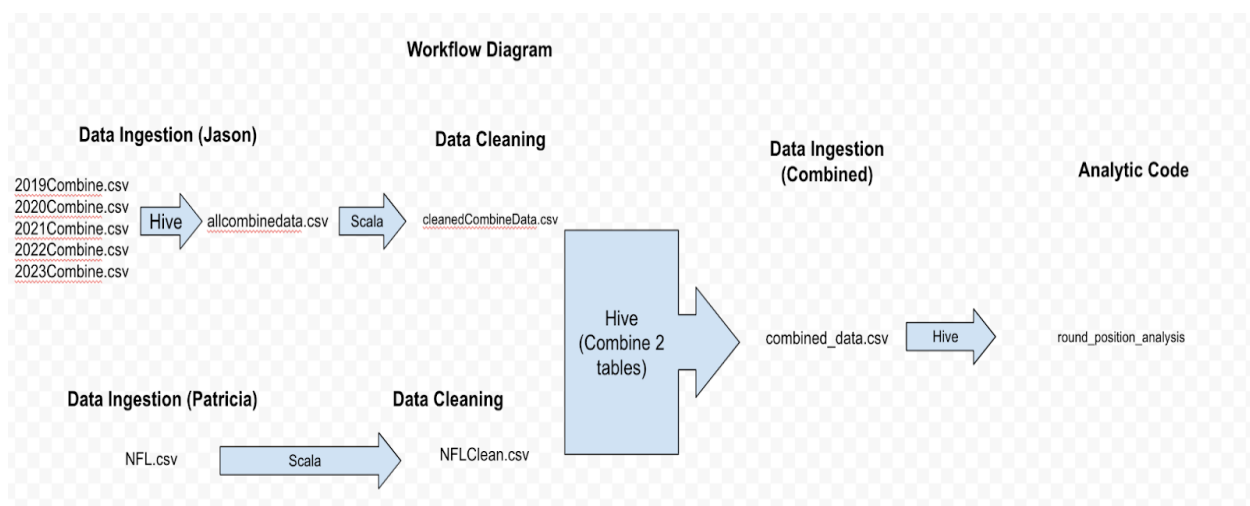 Workflow Diagram
Data Ingestion (Jason)
2019Combine.csv
2020Combine.csv
2021Combine.csv
2022Combine.csv
2023Combine.csv
Hive
allcombinedata.csv
Scala
Data Cleaning
cleanedCombineData.csv
Data Ingestion (Patricia)
NFL.csv
Scala
Data Cleaning
NFLClean.csv
Hive
(Combine 2
tables)
Data Ingestion
(Combined)
combined_data.csv
Hive
Analytic Code
round_position_analysis